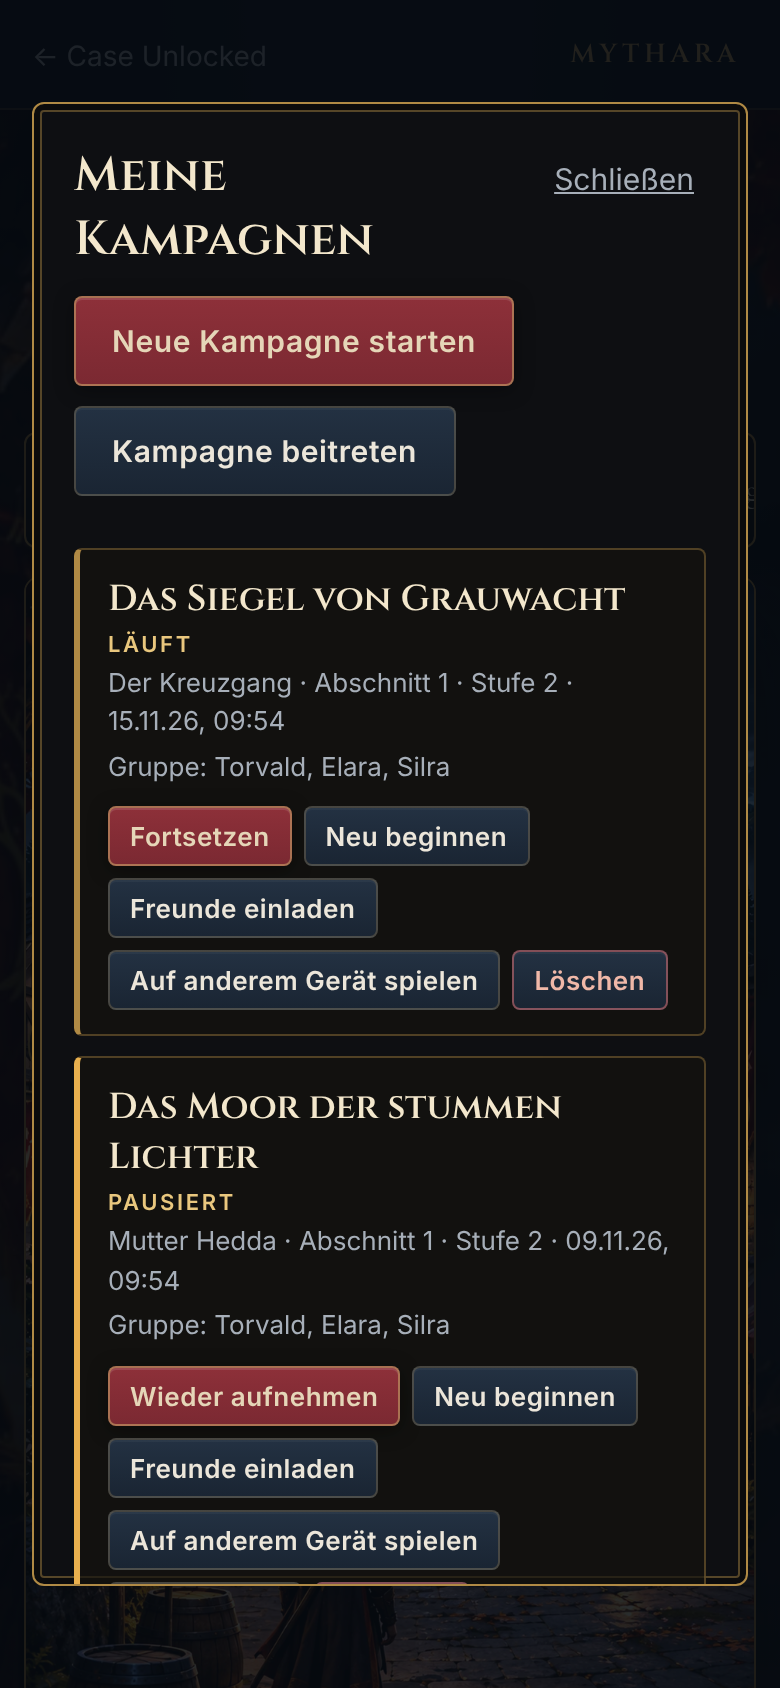 ← Case Unlocked
MYTHARA
Meine
Kampagnen
Schließen
Neue Kampagne starten
Kampagne beitreten
Das Siegel von Grauwacht
LÄUFT
Der Kreuzgang · Abschnitt 1 · Stufe 2 ·
15.11.26, 09:54
Gruppe: Torvald, Elara, Silra
Fortsetzen
Neu beginnen
Freunde einladen
Auf anderem Gerät spielen
Löschen
Das Moor der stummen
Lichter
PAUSIERT
Mutter Hedda · Abschnitt 1 · Stufe 2 · 09.11.26,
09:54
Gruppe: Torvald, Elara, Silra
Wieder aufnehmen
Neu beginnen
Freunde einladen
Auf anderem Gerät spielen